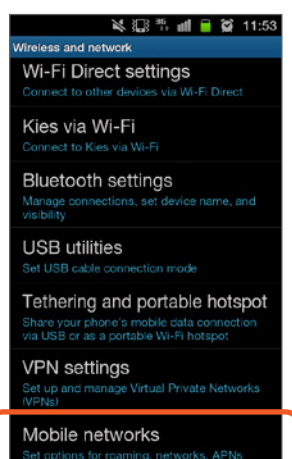 11:53
Wireless and network
Wi-Fi Direct settings
Connect to other devices via Wi-Fi Direct
Kies via Wi-Fi
Connect to Kies via Wi-Fi
Bluetooth settings
Manage connections, set device name, and
visibility
USB utilities
Set USB cable connection mode
Tethering and portable hotspot
Share your phone's mobile data connection
via USB or as a portable Wi-Fi hotspot
VPN settings
Set up and manage Virtual Private Networks
(VPNs)
Mobile networks
Set options for roaming, networks, APNs